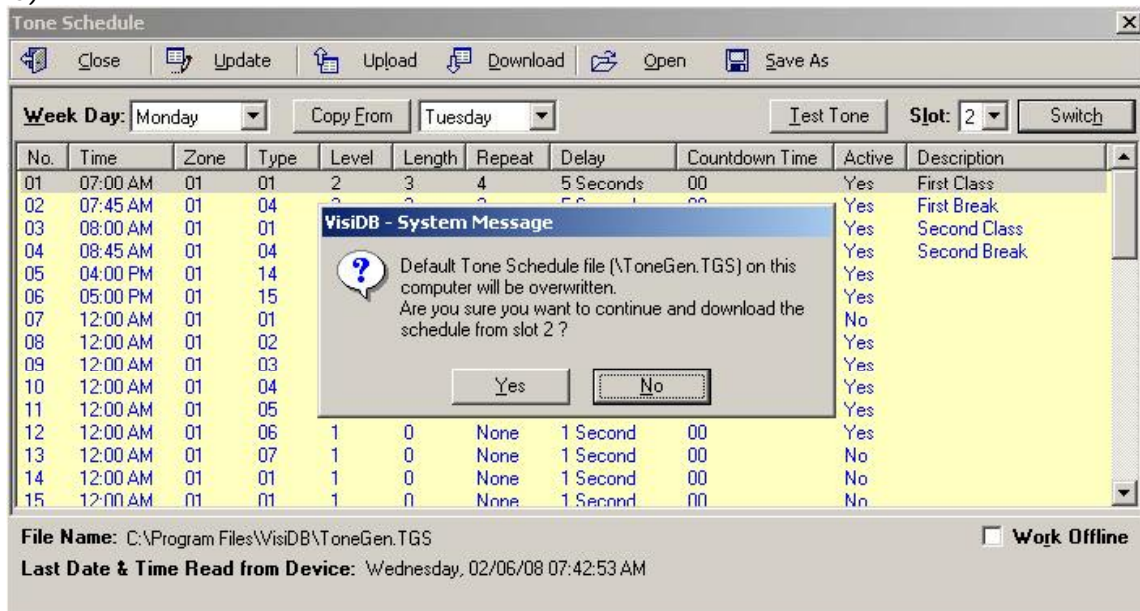 Tone Schedule
Close Update Upload Download Open Save As
Week Day: Monday Copy From Tuesday Test Tone Slot: 2 Switch
No. Time Zone Type Level Length Repeat Delay Countdown Time Active Description
01 07:00 AM 01 01 2 3 4 5 Seconds 00 Yes First Class
02 07:45 AM 01 04 Yes First Break
03 08:00 AM 01 01 Yes Second Class
04 08:45 AM 01 04 Yes Second Break
05 04:00 PM 01 14 Yes
06 05:00 PM 01 15 Yes
07 12:00 AM 01 01 No
08 12:00 AM 01 02 Yes
09 12:00 AM 01 03 Yes
10 12:00 AM 01 04 Yes
11 12:00 AM 01 05 Yes
12 12:00 AM 01 06 1 0 None 1 Second 00 Yes
13 12:00 AM 01 07 1 0 None 1 Second 00 No
14 12:00 AM 01 01 1 0 None 1 Second 00 No
15 12:00 AM 01 01 1 0 None 1 Second 00 No
VisiDB - System Message
Default Tone Schedule file (\ToneGen.TGS) on this
computer will be overwritten.
Are you sure you want to continue and download the
schedule from slot 2 ?
Yes No
File Name: C:\Program Files\VisiDB\ToneGen.TGS
Work Offline
Last Date & Time Read from Device: Wednesday, 02/06/08 07:42:53 AM